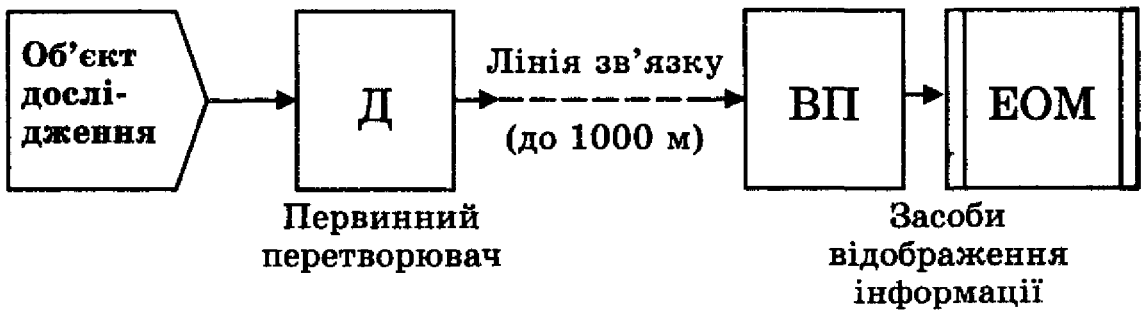 Об’єкт
дослі-
дження
Д
Лінія зв’язку
(до 1000 м)
ВП
ЕОМ
Первинний
перетворювач
Засоби
відображення
інформації